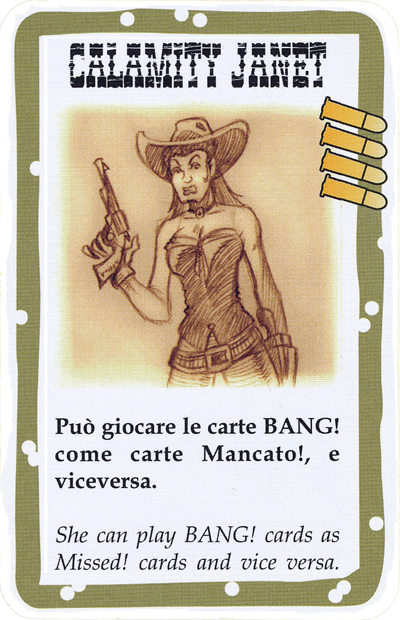 CALAMITY JANET
Può giocare le carte BANG!
come carte Mancato!, e
viceversa.
She can play BANG! cards as
Missed! cards and vice versa.